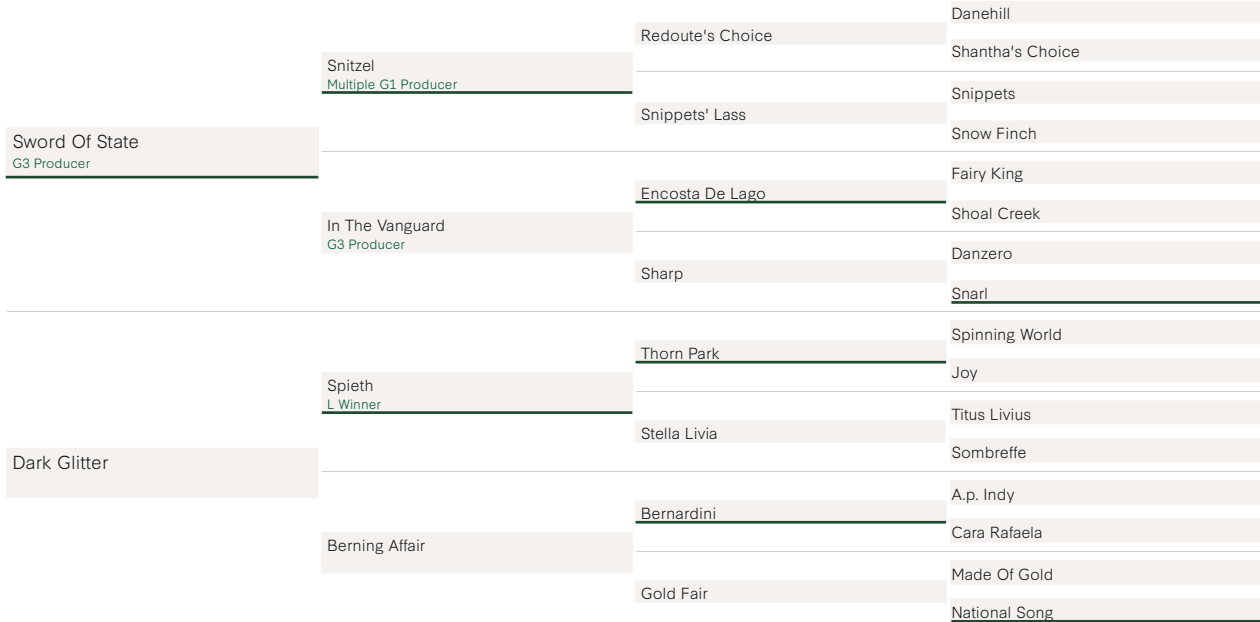 Danehill
Redoute's Choice
Shantha's Choice
Snitzel
Multiple G1 Producer
Snippets
Snippets' Lass
Snow Finch
Sword Of State
G3 Producer
Fairy King
Encosta De Lago
Shoal Creek
In The Vanguard
G3 Producer
Danzero
Sharp
Snarl
Spinning World
Thorn Park
Joy
Spieth
L Winner
Titus Livius
Stella Livia
Sombreffe
Dark Glitter
A.p. Indy
Bernardini
Cara Rafaela
Berning Affair
Made Of Gold
Gold Fair
National Song